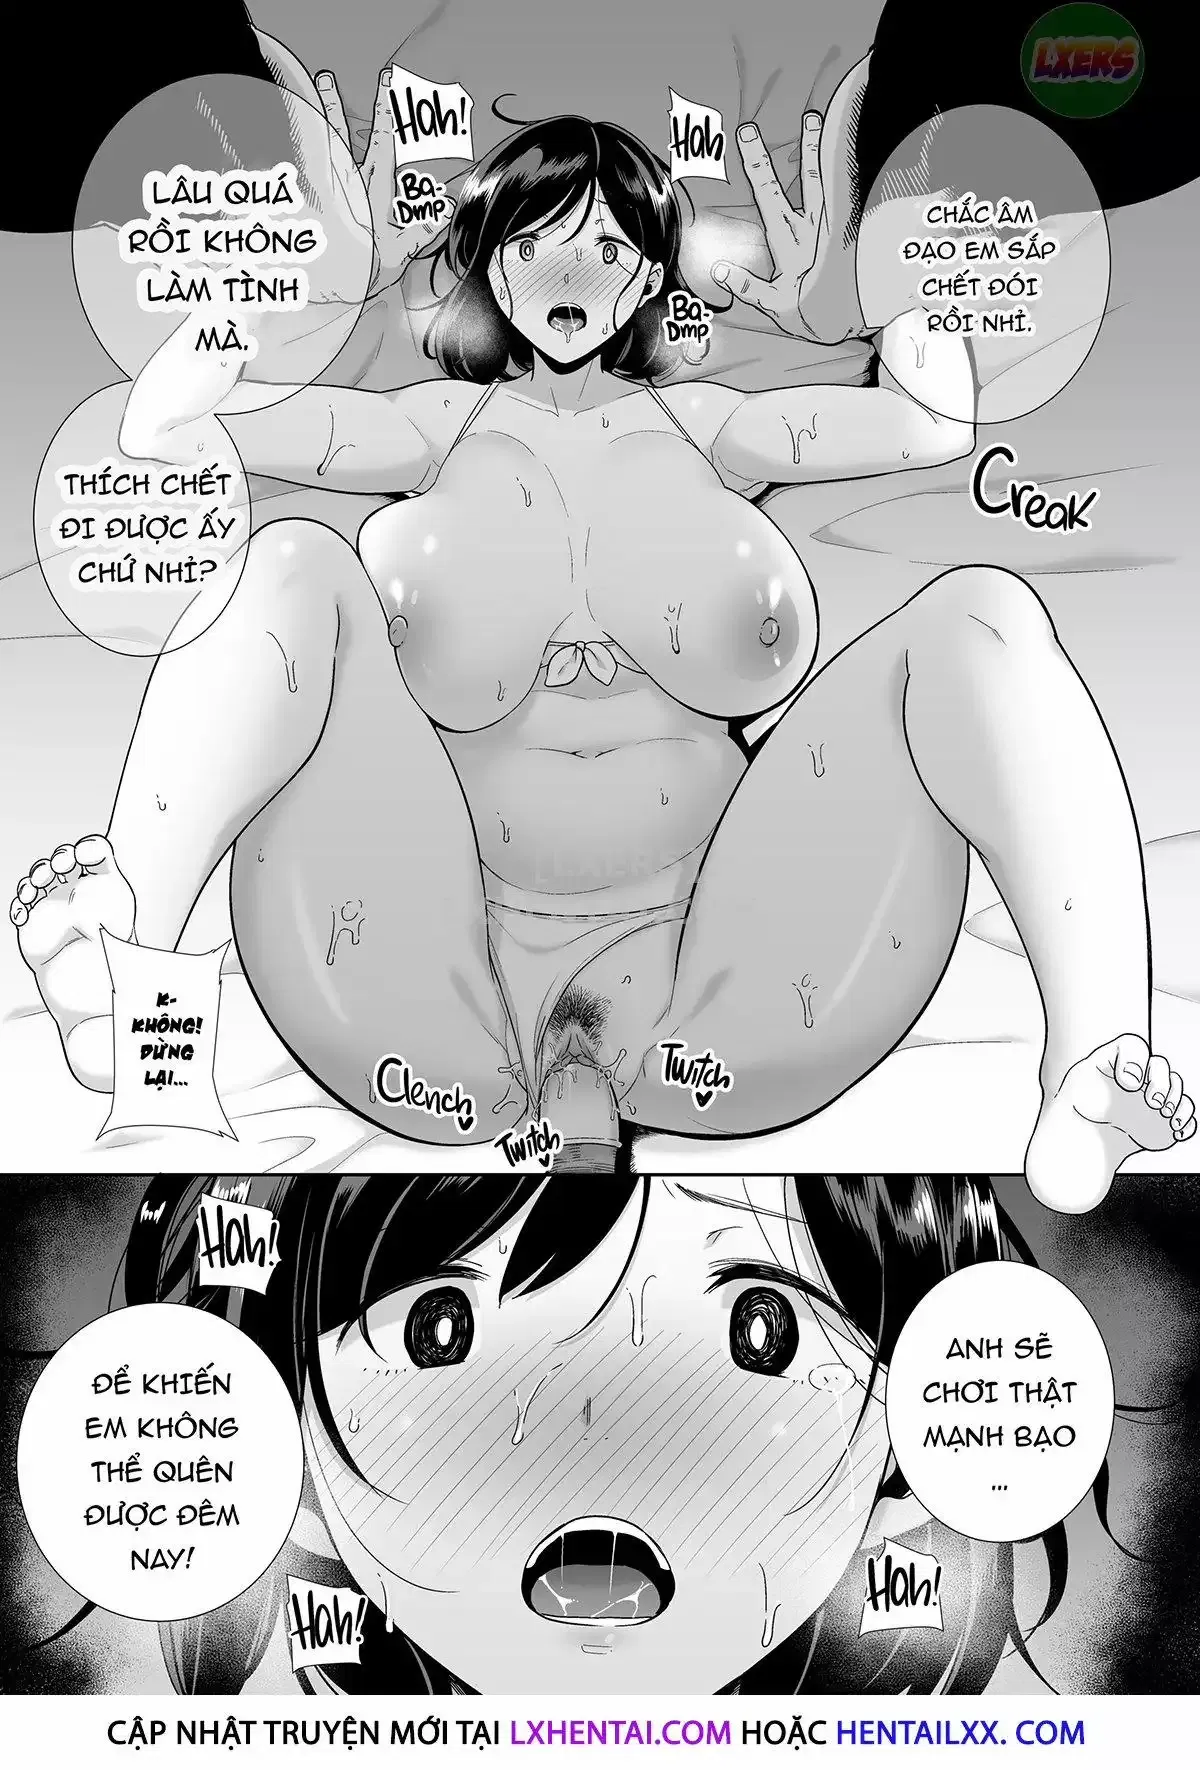 LXERS
Hah!
Hah
LÂU QUÁ
RỒI KHÔNG
LÀM TÌNH
MÀ.
Ba-
Dmp
CHẮC ÂM
ĐẠO EM SẮP
CHẾT ĐÓI
RỒI NHỈ.
Ba-
Dmp
THÍCH CHẾT
ĐI ĐƯỢC ẤY
CHỨ NHỈ?
Creak
[LXERS]
K-
KHÔNG!
DỪNG
LẠI...
Clench
Twitch
Twitch
Hah!
ĐỂ KHIẾN
EM KHÔNG
THỂ QUÊN
ĐƯỢC ĐÊM
NAY!
ANH SẼ
CHƠI THẬT
MẠNH BẠO
...
Hah!
Hah!
CẬP NHẬT TRUYỆN MỚI TẠI LXHENTAI.COM HOẶC HENTAILXX. COM